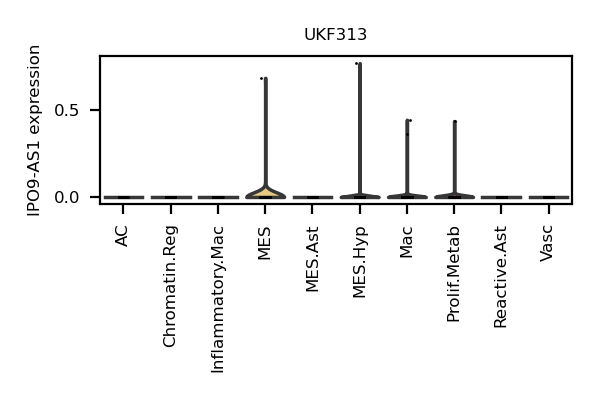 UKF313
IPO9-AS1 expression
0.5
0.0
AC
Chromatin.Reg
Inflammatory.Mac
MES
MES.Ast
MES.Hyp
Mac
Prolif.Metab
Reactive.Ast
Vasc